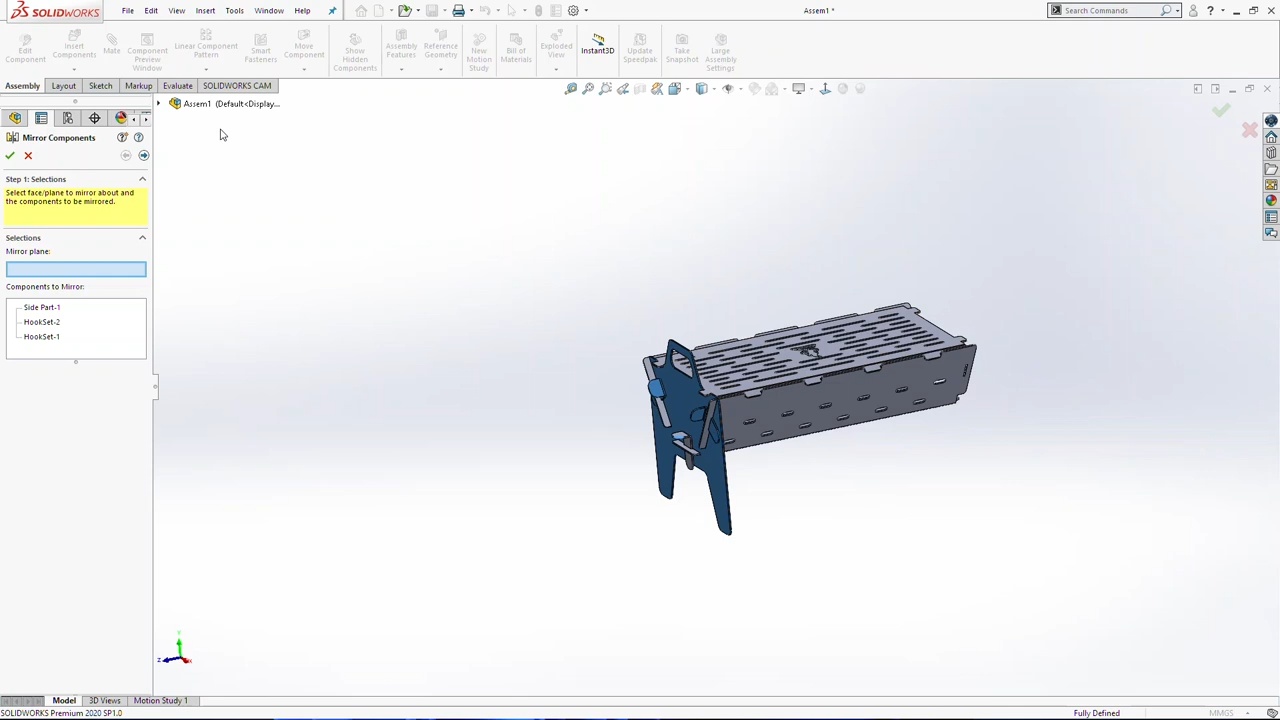 SOLIDWORKS File Edit View Insert Tools Window Help Assem1 * Search Commands
Edit Component Insert Components Mate Component Preview Window Linear Component Pattern Smart Fasteners Move Component Show Hidden Components Assembly Features Reference Geometry New Motion Study Bill of Materials Exploded View Instant3D Update Speedpak Take Snapshot Large Assembly Settings
Assembly Layout Sketch Markup Evaluate SOLIDWORKS CAM
Assem1 (Default<Display...
Mirror Components
Step 1: Selections
Select face/plane to mirror about and
the components to be mirrored.
Selections
Mirror plane:
Components to Mirror:
Side Part-1
HookSet-2
HookSet-1
Model 3D Views Motion Study 1
SOLIDWORKS Premium 2020 SP1.0 Fully Defined MMGS